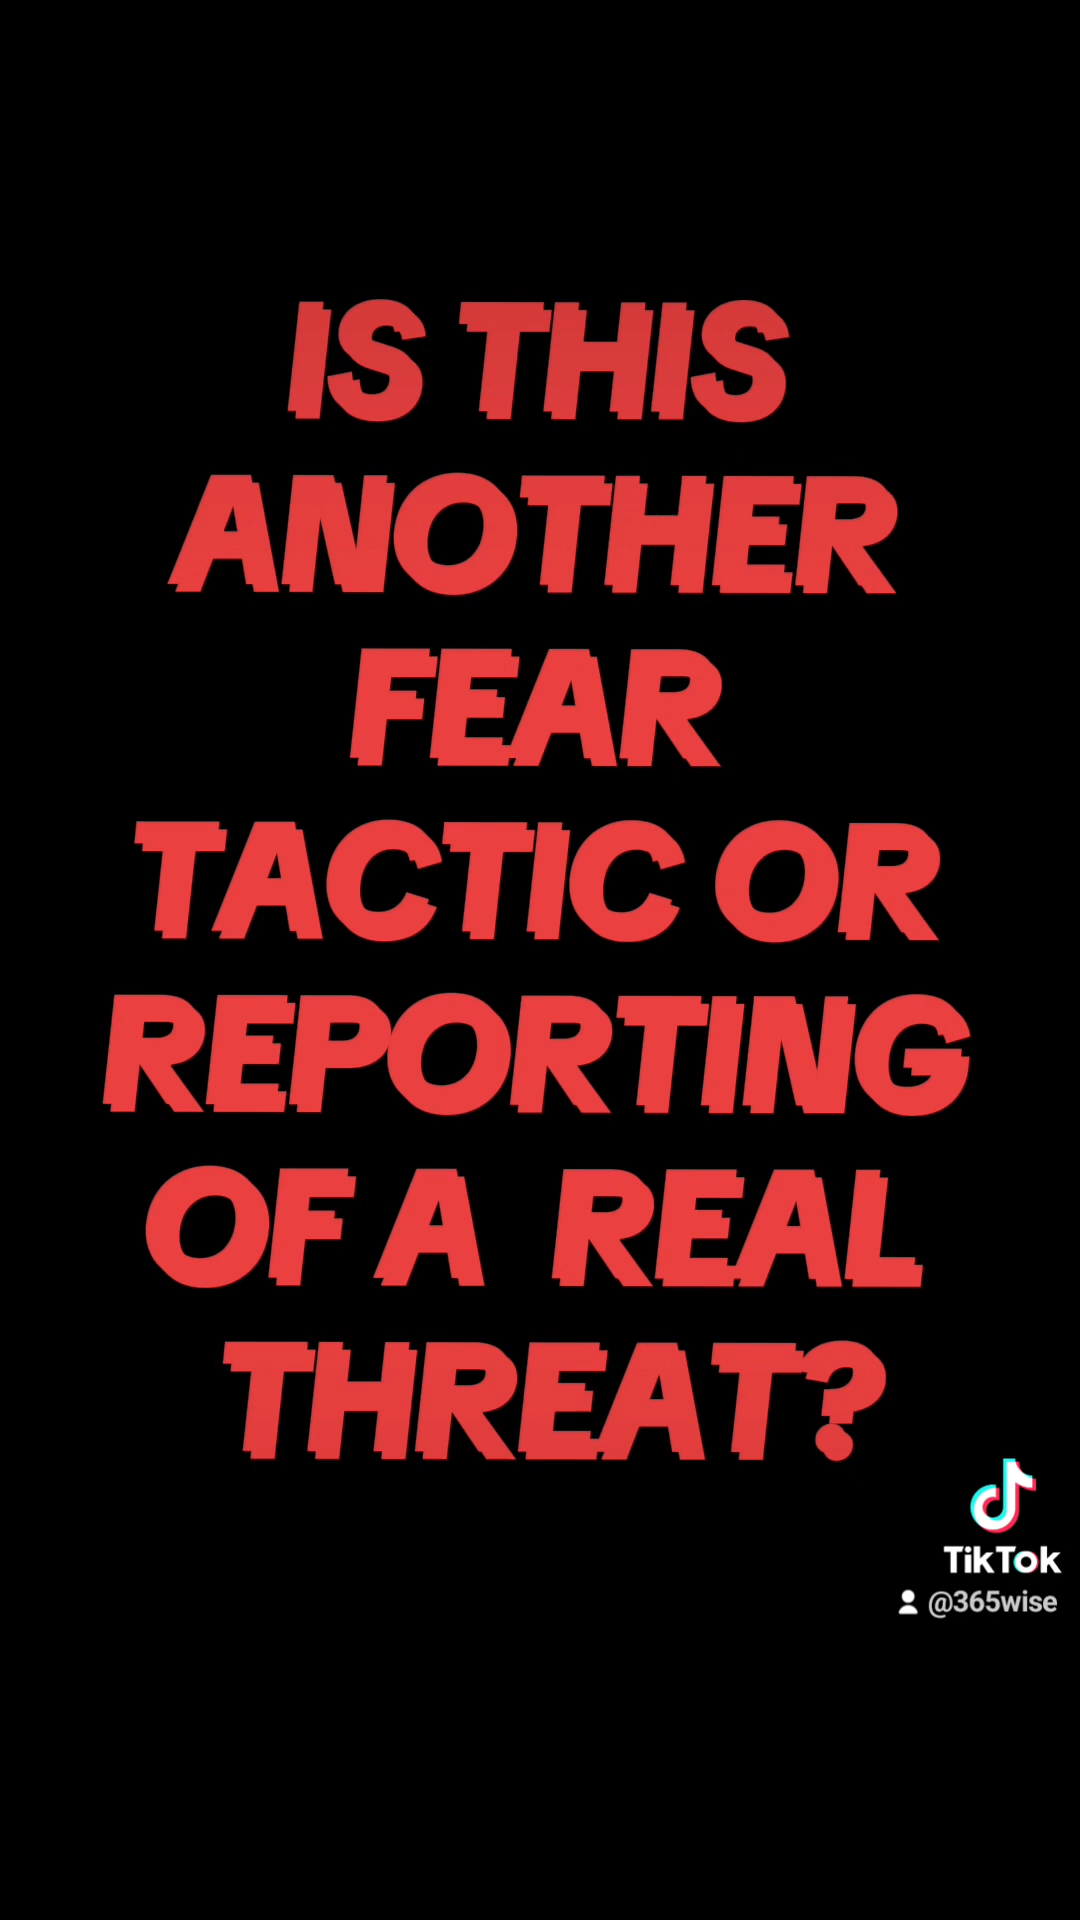 IS THIS
ANOTHER
FEAR
TACTIC OR
REPORTING
OF A REAL
THREAT?
TikTok
@365wise